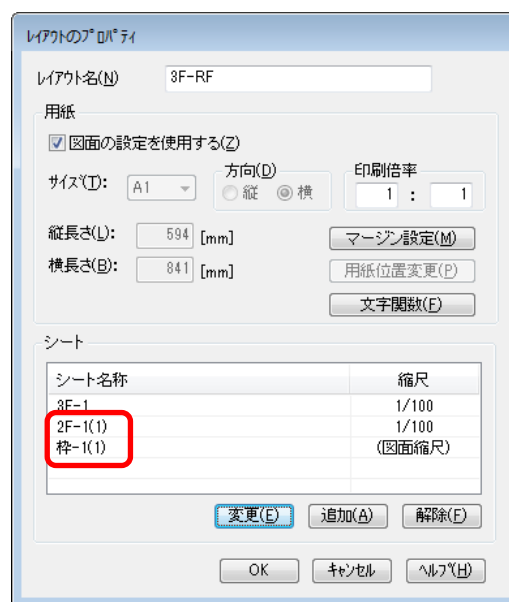 レイアウトのプロパティ
レイアウト名(N) 3F-RF
用紙
図面の設定を使用する(Z)
サイズ(T): A1 方向(D) 縦 横 印刷倍率 1 : 1
縦長さ(L): 594 [mm] マージン設定(M)
横長さ(B): 841 [mm] 用紙位置変更(P)
文字関数(F)
シート
シート名称 縮尺
3F-1 1/100
2F-1(1) 1/100
枠-1(1) (図面縮尺)
変更(E) 追加(A) 解除(F)
OK キャンセル ヘルプ(H)